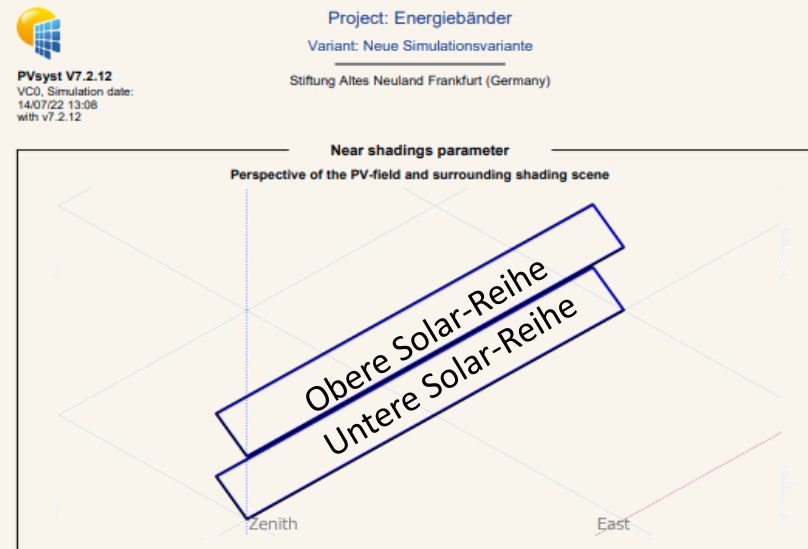 Project: Energiebänder
Variant: Neue Simulationsvariante
PVsyst V7.2.12
VC0, Simulation date:
14/07/22 13:08
with v7.2.12
Stiftung Altes Neuland Frankfurt (Germany)
Near shadings parameter
Perspective of the PV-field and surrounding shading scene
Obere Solar-Reihe
Untere Solar-Reihe
Zenith
East